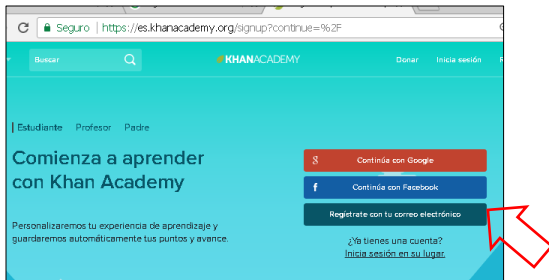 Seguro | https://es.khanacademy.org/signup?continue=%2F
Buscar KHANACADEMY Donar Inicia sesión
Estudiante Profesor Padre
Comienza a aprender
con Khan Academy
Personalizaremos tu experiencia de aprendizaje y
guardaremos automáticamente tus puntos y avance.
8 Continúa con Google
f Continúa con Facebook
Regístrate con tu correo electrónico
¿Ya tienes una cuenta?
Inicia sesión en su lugar.